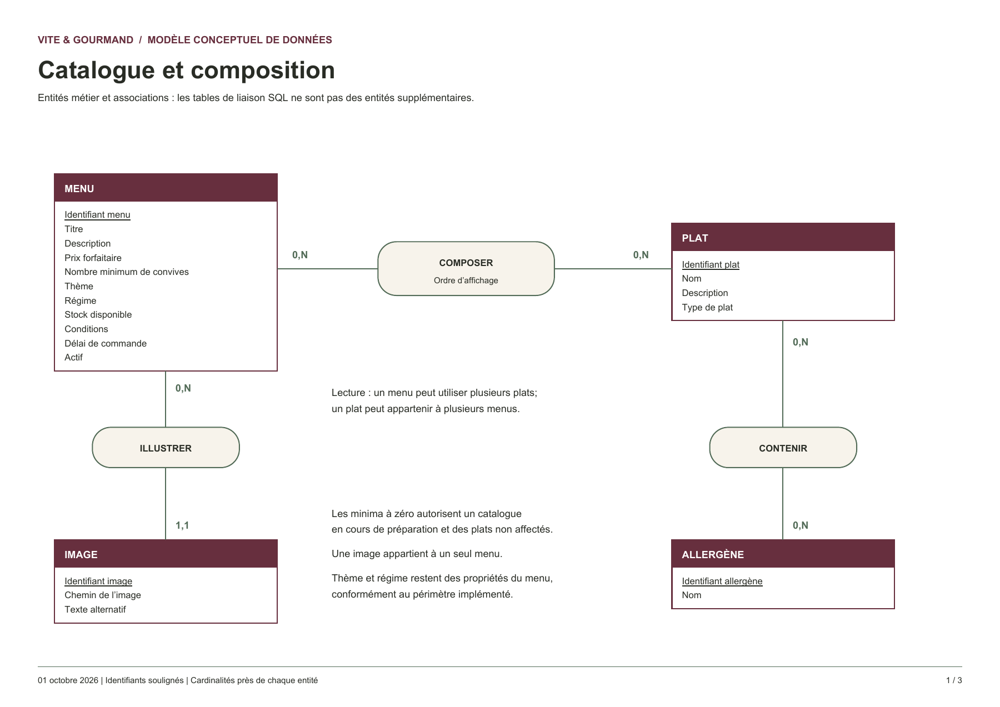 VITE & GOURMAND / MODÈLE CONCEPTUEL DE DONNÉES
Catalogue et composition
Entités métier et associations : les tables de liaison SQL ne sont pas des entités supplémentaires.
MENU
Identifiant menu
Titre
Description
Prix forfaitaire
Nombre minimum de convives
Thème
Régime
Stock disponible
Conditions
Délai de commande
Actif
0,N
COMPOSER
Ordre d’affichage
0,N
PLAT
Identifiant plat
Nom
Description
Type de plat
0,N
0,N
Lecture : un menu peut utiliser plusieurs plats;
un plat peut appartenir à plusieurs menus.
ILLUSTRER
CONTENIR
1,1
0,N
IMAGE
Identifiant image
Chemin de l’image
Texte alternatif
Les minima à zéro autorisent un catalogue
en cours de préparation et des plats non affectés.
Une image appartient à un seul menu.
Thème et régime restent des propriétés du menu,
conformément au périmètre implémenté.
ALLERGÈNE
Identifiant allergène
Nom
01 octobre 2026 | Identifiants soulignés | Cardinalités près de chaque entité
1 / 3